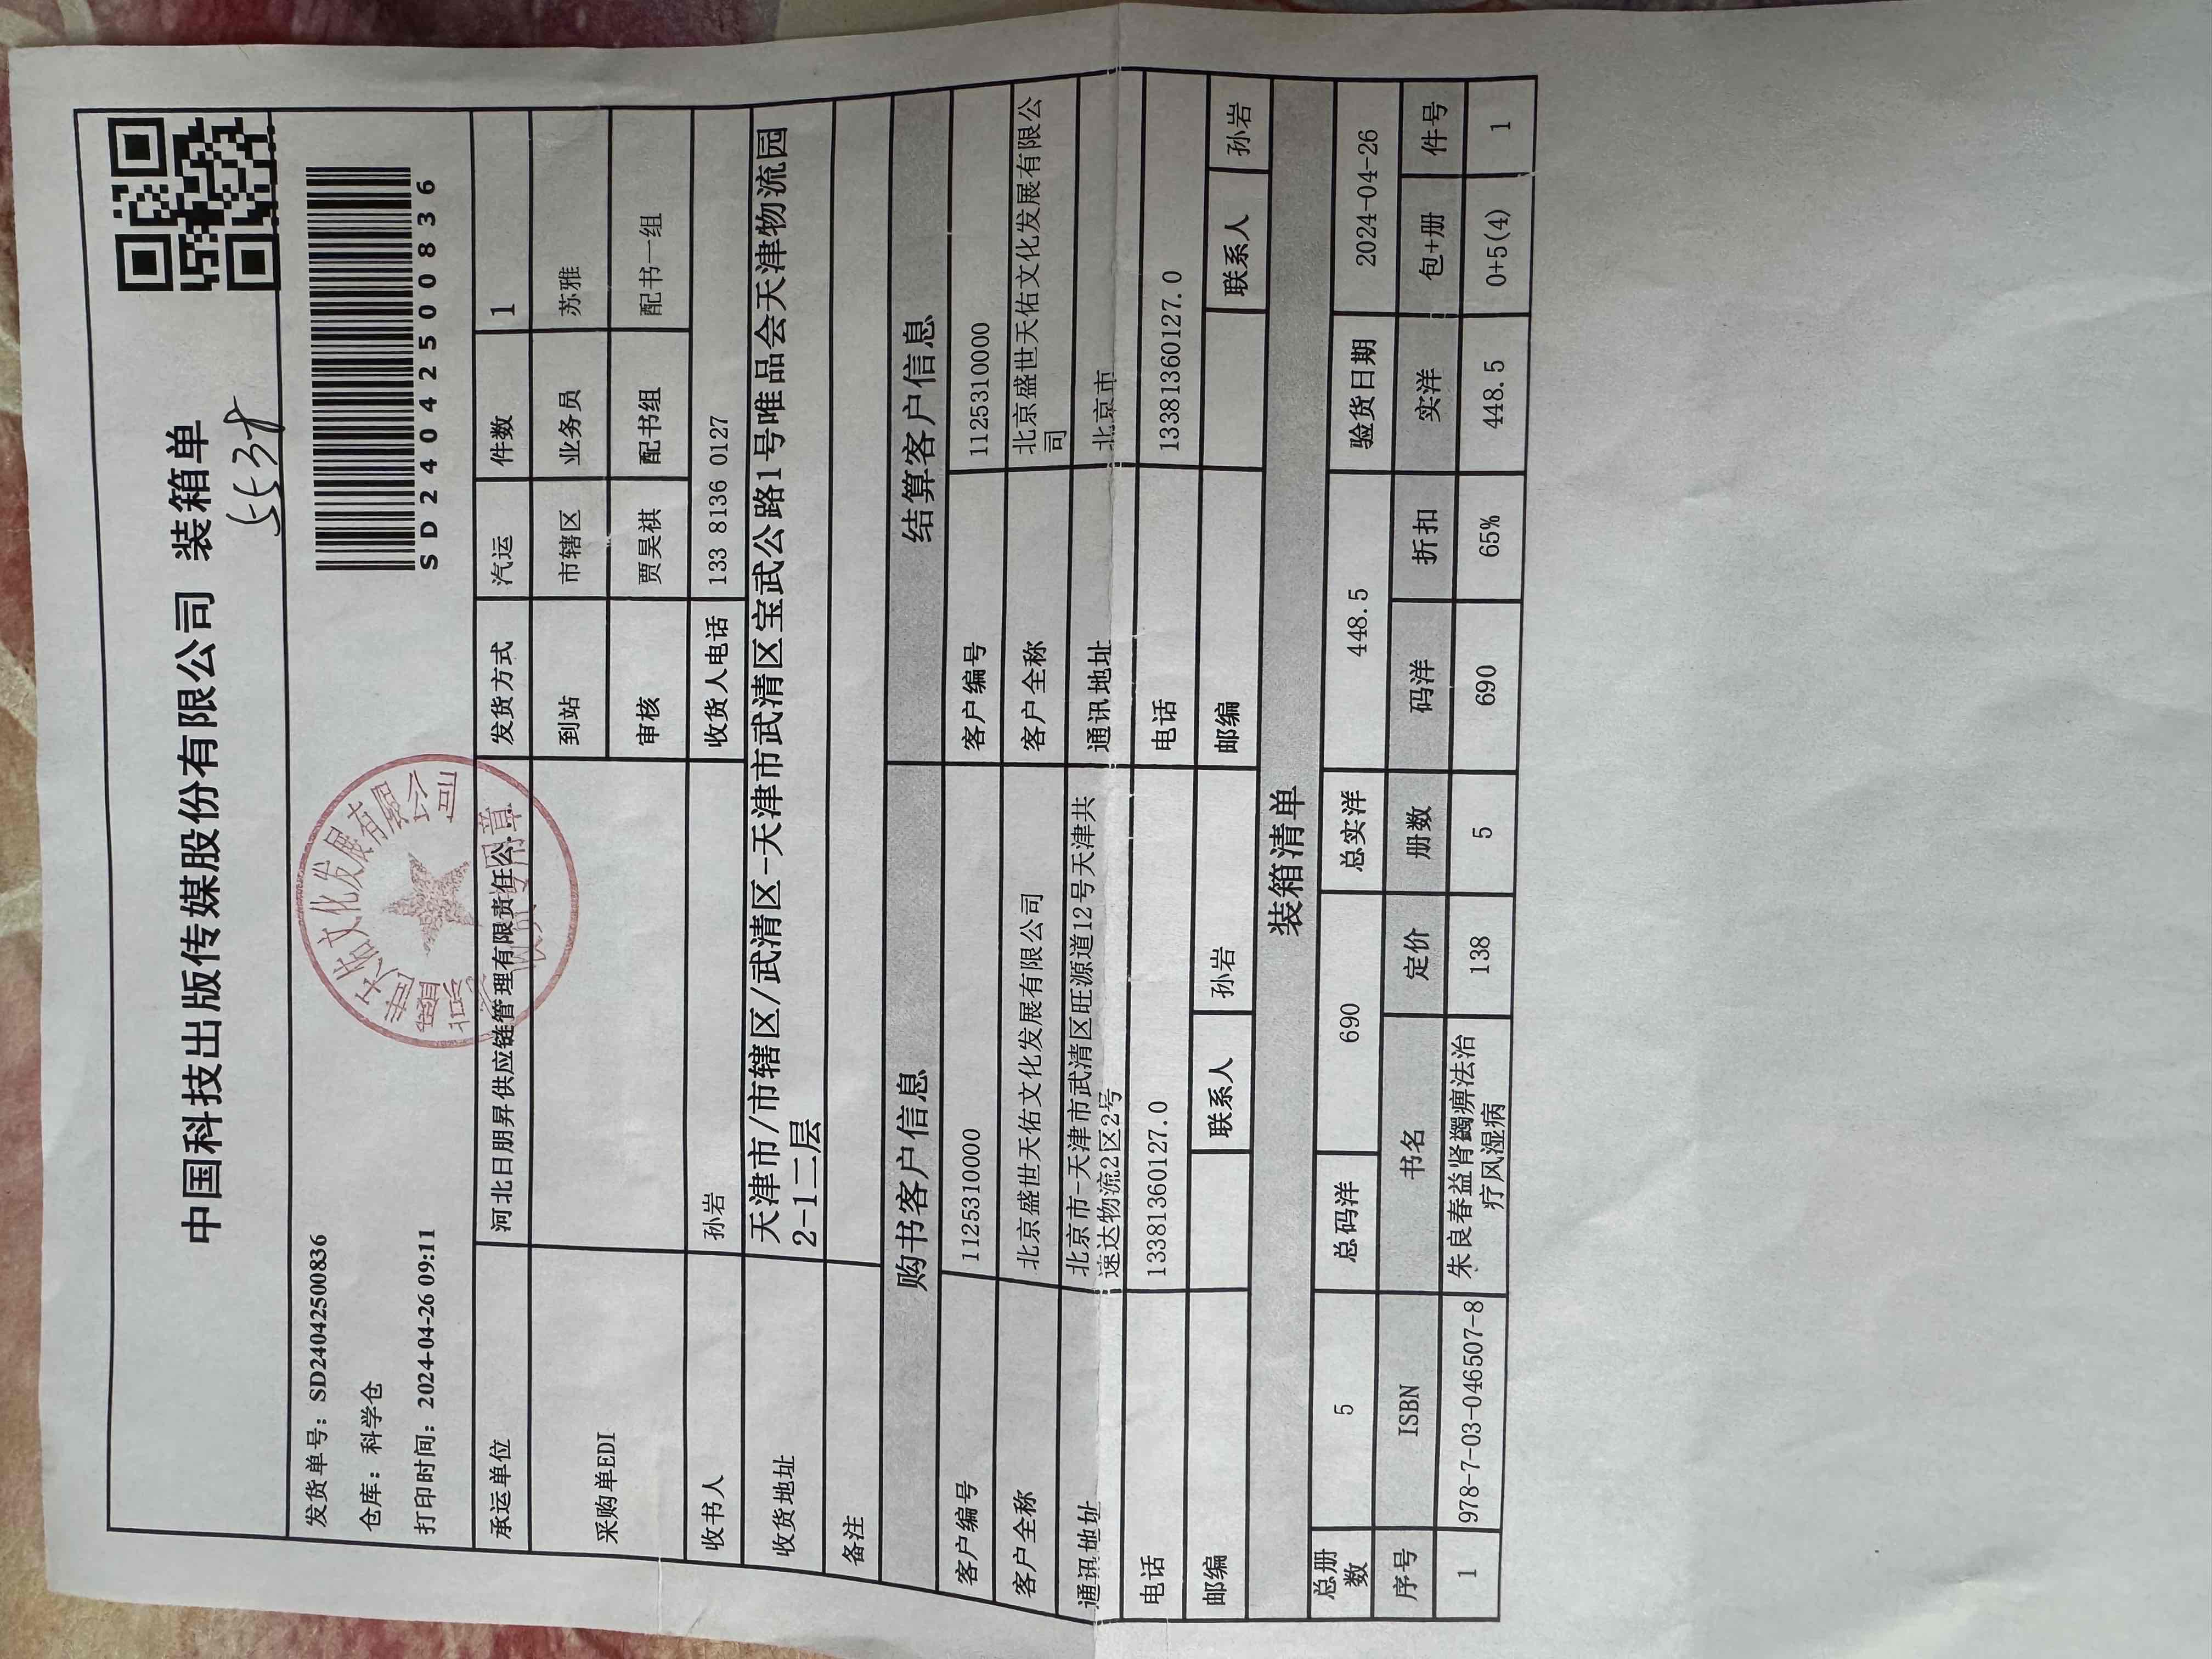 中国科技出版传媒股份有限公司 装箱单
发货单号：SD24042500836
仓库：科学仓
打印时间：2024-04-26 09:11
SD24042500836
承运单位 河北日朋昇供应链管理有限责任公 发货方式 汽运 件数 1
采购单EDI 到站 市辖区 业务员 苏雅
审核 贾昊祺 配书组 配书一组
收书人 孙岩 收货人电话 133 8136 0127
收货地址 天津市/市辖区/武清区-天津市武清区宝武公路1号唯品会天津物流园
2-1二层
备注
购书客户信息 结算客户信息
客户编号 1125310000 客户编号 1125310000
客户全称 北京盛世天佑文化发展有限公司 客户全称 北京盛世天佑文化发展有限公
司
通讯地址 北京市-天津市武清区旺源道12号天津共 通讯地址 北京市
速达物流2区2号
电话 13381360127.0 电话 13381360127.0
邮编 联系人 孙岩 邮编 联系人 孙岩
装箱清单
总册
数 5 总码洋 690 总实洋 448.5 验货日期 2024-04-26
序号 ISBN 书名 定价 册数 码洋 折扣 实洋 包+册 件号
1 978-7-03-046507-8 朱良春益肾蠲痹法治 138 5 690 65% 448.5 0+5(4) 1
疗风湿病